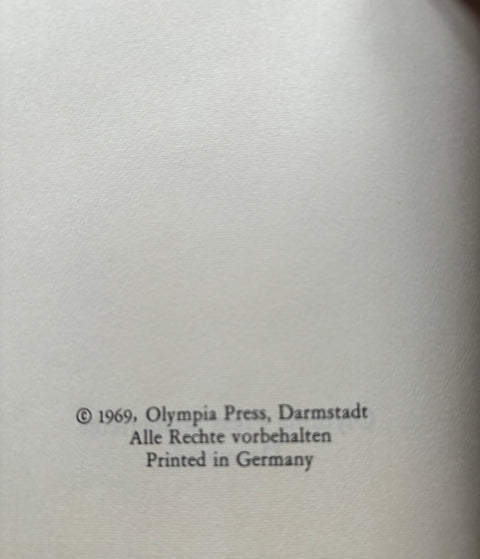 © 1969, Olympia Press, Darmstadt
Alle Rechte vorbehalten
Printed in Germany